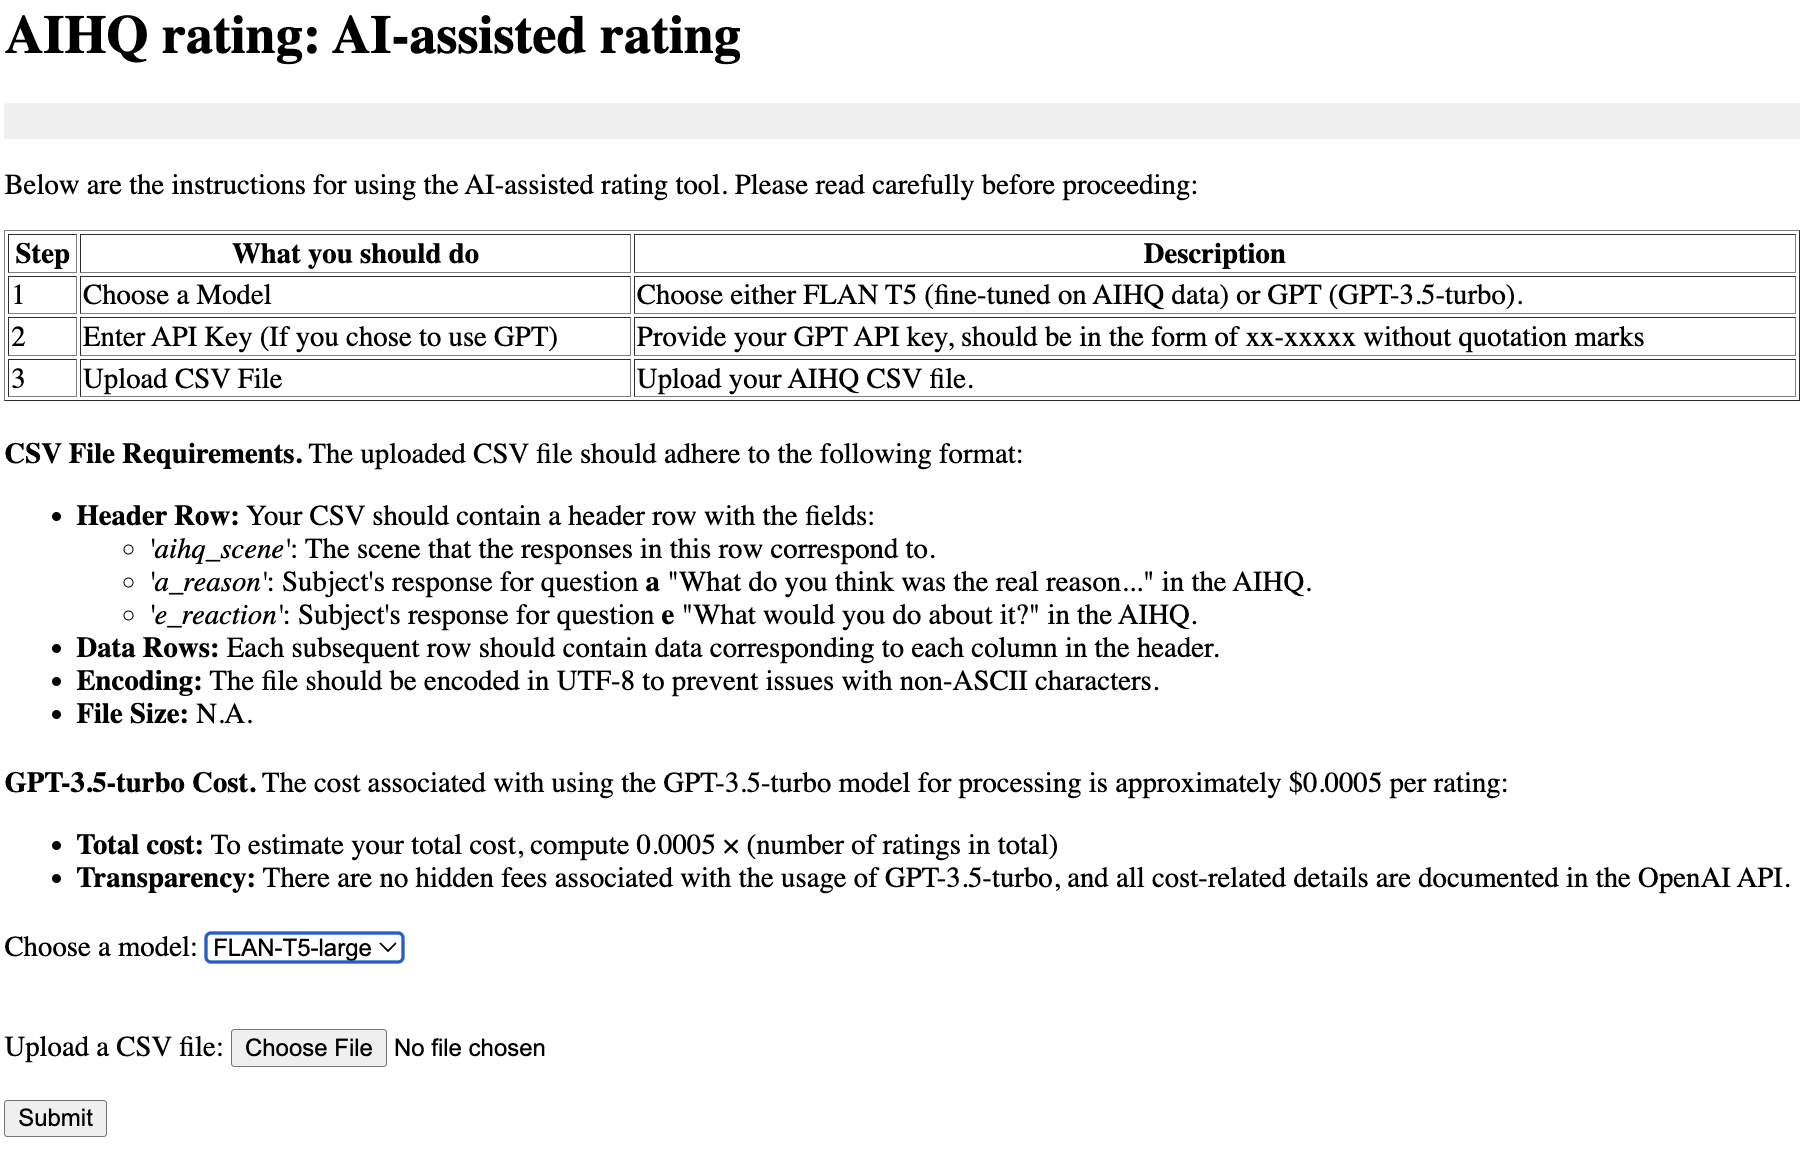 AIHQ rating: AI-assisted rating
Below are the instructions for using the AI-assisted rating tool. Please read carefully before proceeding:
Step What you should do Description
1 Choose a Model Choose either FLAN T5 (fine-tuned on AIHQ data) or GPT (GPT-3.5-turbo).
2 Enter API Key (If you chose to use GPT) Provide your GPT API key, should be in the form of xx-xxxxx without quotation marks
3 Upload CSV File Upload your AIHQ CSV file.
CSV File Requirements. The uploaded CSV file should adhere to the following format:
• Header Row: Your CSV should contain a header row with the fields:
◦ 'aihq_scene': The scene that the responses in this row correspond to.
◦ 'a_reason': Subject's response for question a "What do you think was the real reason..." in the AIHQ.
◦ 'e_reaction': Subject's response for question e "What would you do about it?" in the AIHQ.
• Data Rows: Each subsequent row should contain data corresponding to each column in the header.
• Encoding: The file should be encoded in UTF-8 to prevent issues with non-ASCII characters.
• File Size: N.A.
GPT-3.5-turbo Cost. The cost associated with using the GPT-3.5-turbo model for processing is approximately $0.0005 per rating:
• Total cost: To estimate your total cost, compute 0.0005 × (number of ratings in total)
• Transparency: There are no hidden fees associated with the usage of GPT-3.5-turbo, and all cost-related details are documented in the OpenAI API.
Choose a model: FLAN-T5-large
Upload a CSV file: Choose File No file chosen
Submit